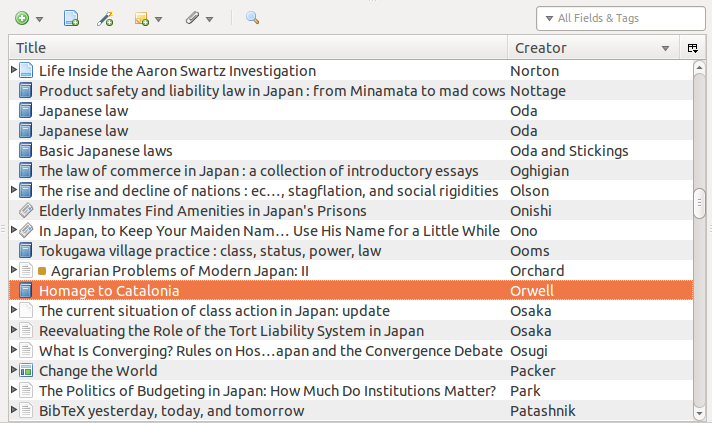 All Fields & Tags
Title Creator
Life Inside the Aaron Swartz Investigation Norton
Product safety and liability law in Japan : from Minamata to mad cows Nottage
Japanese law Oda
Japanese law Oda
Basic Japanese laws Oda and Stickings
The law of commerce in Japan : a collection of introductory essays Oghigian
The rise and decline of nations : ec…, stagflation, and social rigidities Olson
Elderly Inmates Find Amenities in Japan's Prisons Onishi
In Japan, to Keep Your Maiden Nam… Use His Name for a Little While Ono
Tokugawa village practice : class, status, power, law Ooms
Agrarian Problems of Modern Japan: II Orchard
Homage to Catalonia Orwell
The current situation of class action in Japan: update Osaka
Reevaluating the Role of the Tort Liability System in Japan Osaka
What Is Converging? Rules on Hos…apan and the Convergence Debate Osugi
Change the World Packer
The Politics of Budgeting in Japan: How Much Do Institutions Matter? Park
BibTeX yesterday, today, and tomorrow Patashnik